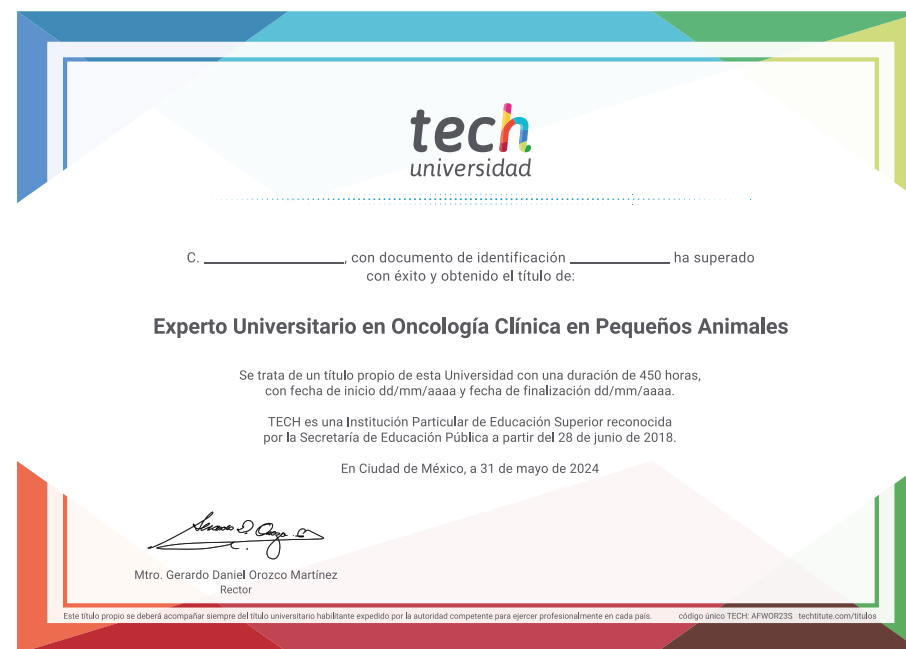 tech
universidad
C. ____________, con documento de identificación ____________ ha superado
con éxito y obtenido el título de:
Experto Universitario en Oncología Clínica en Pequeños Animales
Se trata de un título propio de esta Universidad con una duración de 450 horas,
con fecha de inicio dd/mm/aaaa y fecha de finalización dd/mm/aaaa.
TECH es una Institución Particular de Educación Superior reconocida
por la Secretaría de Educación Pública a partir del 28 de junio de 2018.
En Ciudad de México, a 31 de mayo de 2024
Mtro. Gerardo Daniel Orozco Martínez
Rector
Este título propio se deberá acompañar siempre del título universitario habilitante expedido por la autoridad competente para ejercer profesionalmente en cada país. código único TECH: AFWOR23S techtitute.com/titulos